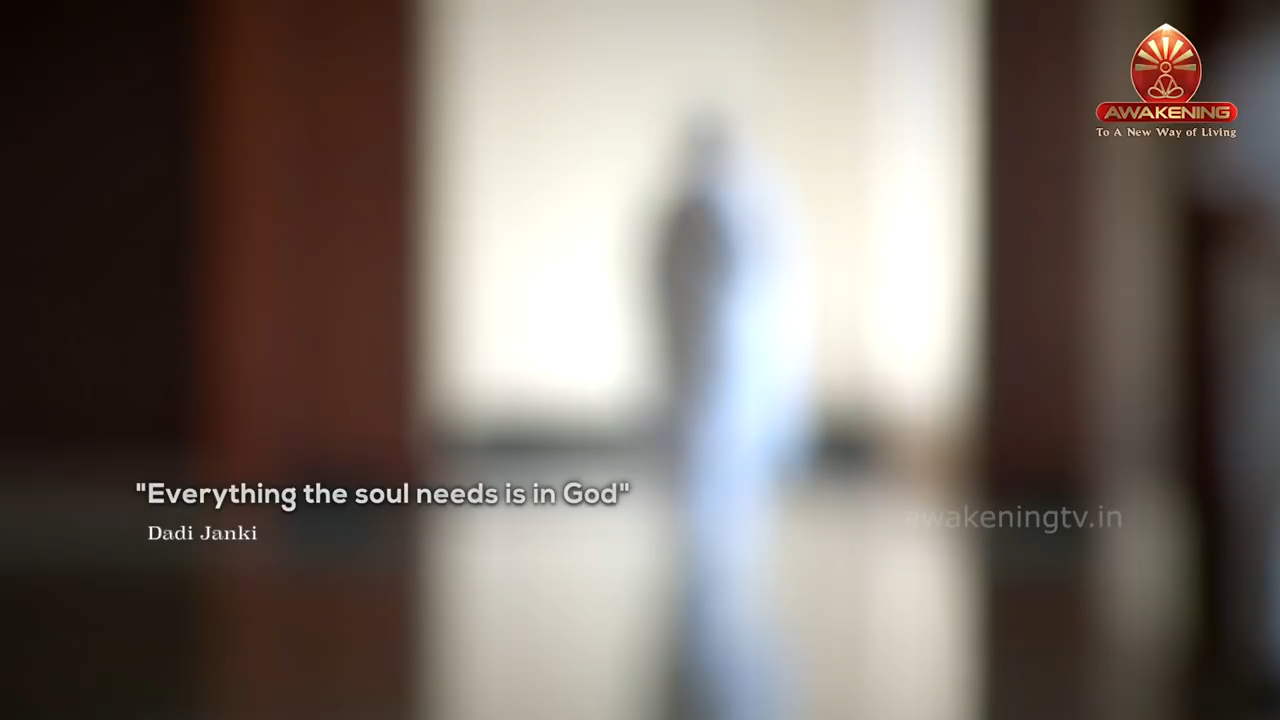 AWAKENING
To A New Way of Living
"Everything the soul needs is in God"
Dadi Janki
awakeningtv.in